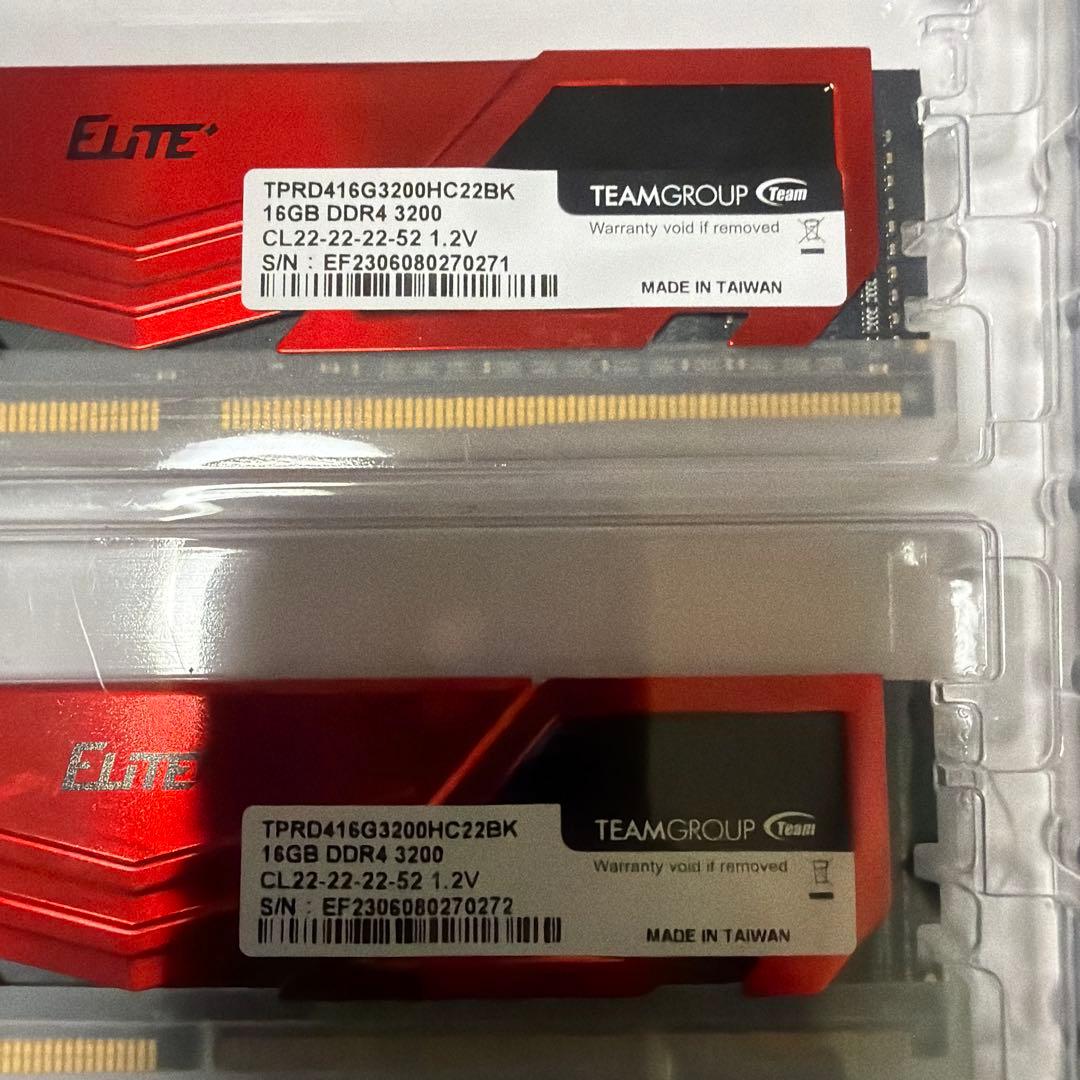 ELITE+
TPRD416G3200HC22BK
16GB DDR4 3200
CL22-22-22-52 1.2V
S/N : EF2306080270271
TEAMGROUP Team
Warranty void if removed
MADE IN TAIWAN
ELITE
TPRD416G3200HC22BK
16GB DDR4 3200
CL22-22-22-52 1.2V
S/N : EF2306080270272
TEAMGROUP Team
Warranty void if removed
MADE IN TAIWAN